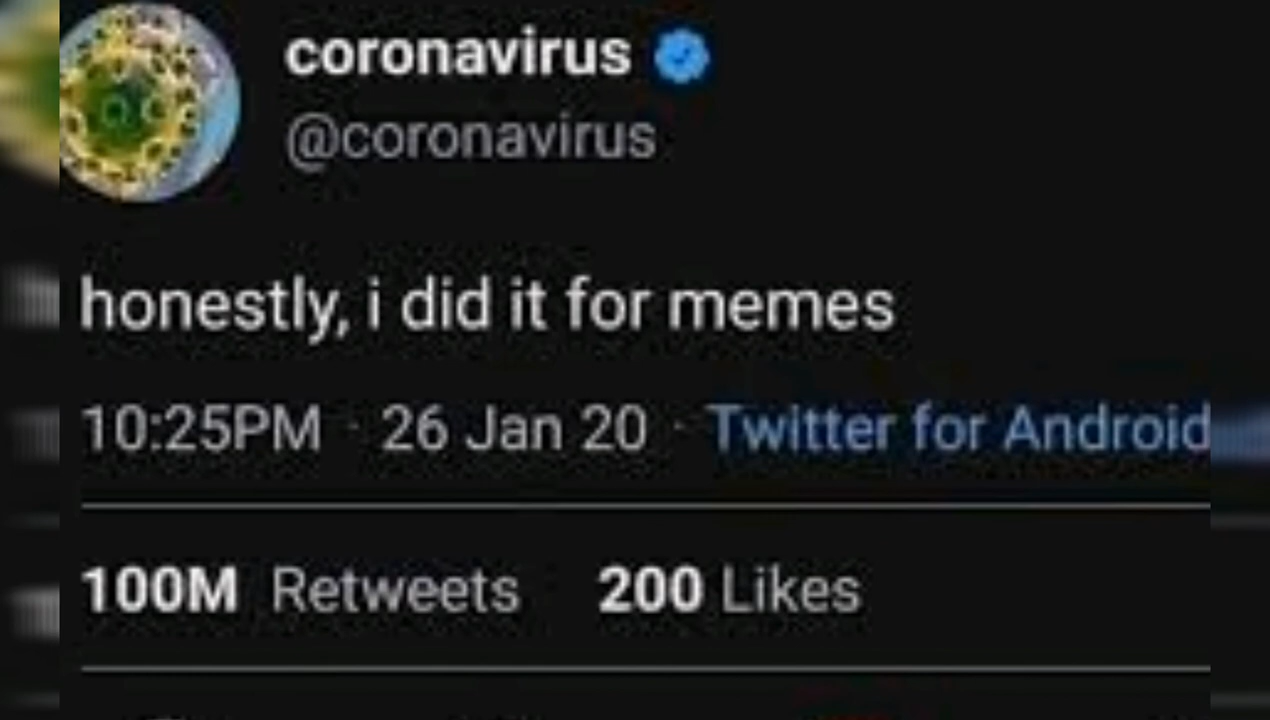 coronavirus
@coronavirus
honestly, i did it for memes
10:25PM · 26 Jan 20 · Twitter for Android
100M Retweets 200 Likes